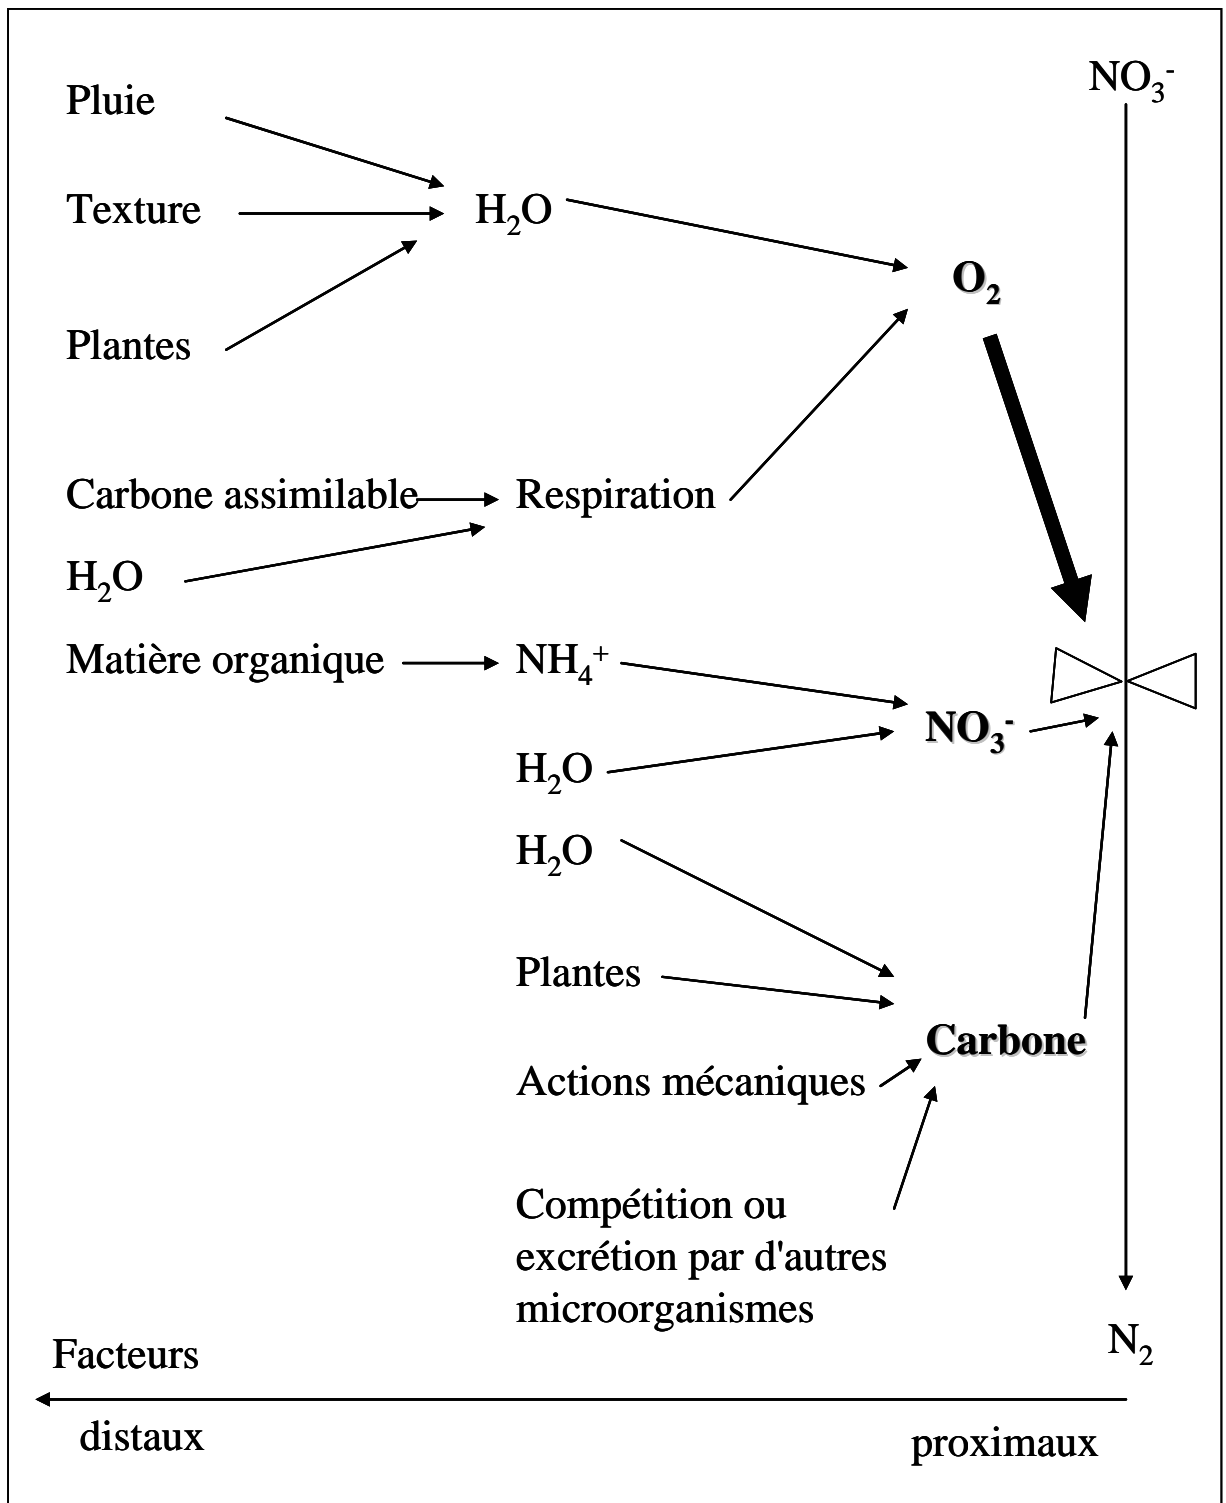 NO₃⁻
Pluie
Texture
H₂O
O₂
Plantes
Carbone assimilable
Respiration
H₂O
Matière organique
NH₄⁺
NO₃⁻
H₂O
H₂O
Plantes
Carbone
Actions mécaniques
Compétition ou
excrétion par d'autres
microorganismes
N₂
Facteurs
distaux
proximaux